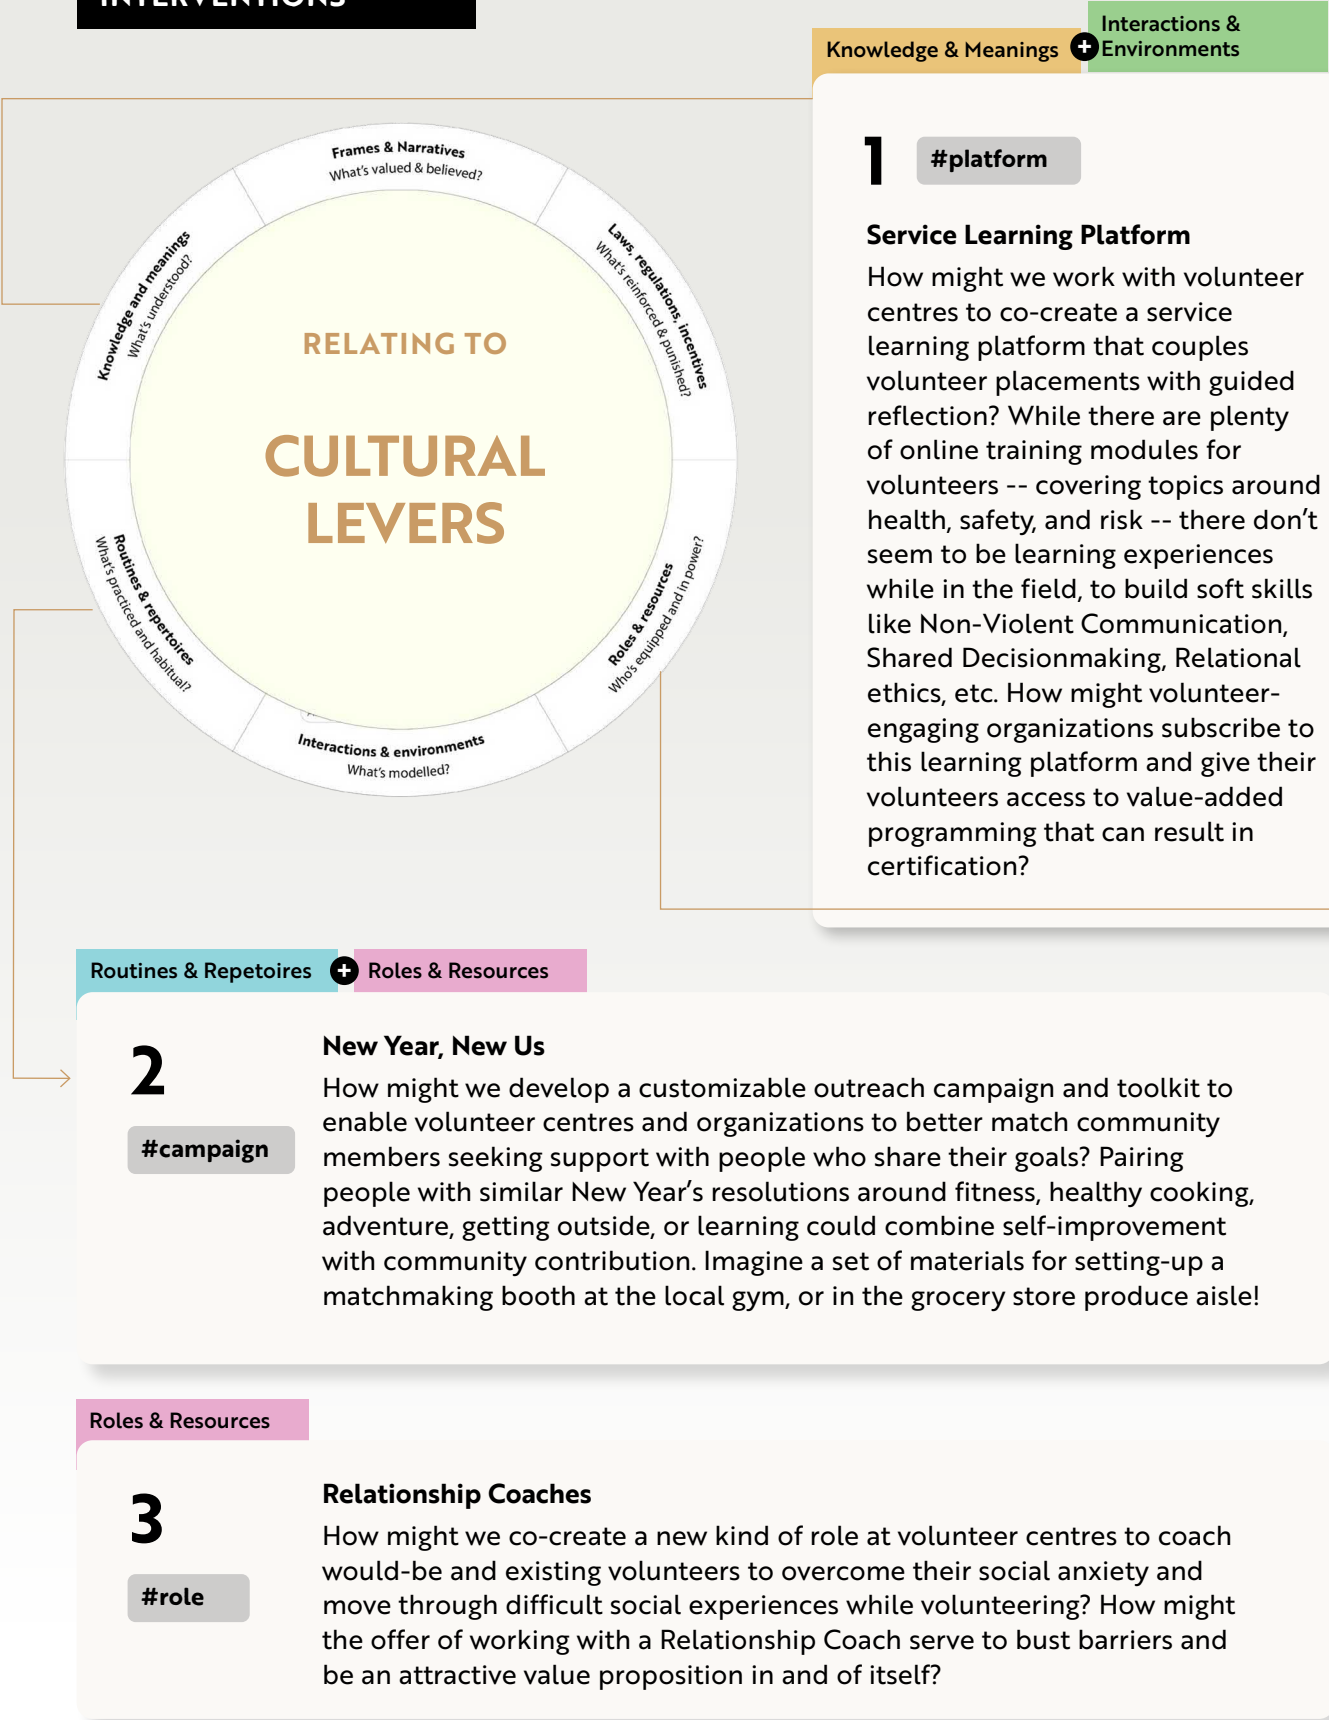 INTERVENTIONS
Knowledge & Meanings
+
Interactions &
Environments
Frames & Narratives
What's valued & believed?
Laws, regulations, incentives
What's reinforced & punished?
Knowledge and meanings
What's understood?
RELATING TO
CULTURAL
LEVERS
Routines & repertoires
What's practiced and habitual?
Roles & resources
Who's equipped and in power?
Interactions & environments
What's modelled?
1
#platform
Service Learning Platform
How might we work with volunteer
centres to co-create a service
learning platform that couples
volunteer placements with guided
reflection? While there are plenty
of online training modules for
volunteers -- covering topics around
health, safety, and risk -- there don’t
seem to be learning experiences
while in the field, to build soft skills
like Non-Violent Communication,
Shared Decisionmaking, Relational
ethics, etc. How might volunteer-
engaging organizations subscribe to
this learning platform and give their
volunteers access to value-added
programming that can result in
certification?
Routines & Repetoires
+
Roles & Resources
2
#campaign
New Year, New Us
How might we develop a customizable outreach campaign and toolkit to
enable volunteer centres and organizations to better match community
members seeking support with people who share their goals? Pairing
people with similar New Year’s resolutions around fitness, healthy cooking,
adventure, getting outside, or learning could combine self-improvement
with community contribution. Imagine a set of materials for setting-up a
matchmaking booth at the local gym, or in the grocery store produce aisle!
Roles & Resources
3
#role
Relationship Coaches
How might we co-create a new kind of role at volunteer centres to coach
would-be and existing volunteers to overcome their social anxiety and
move through difficult social experiences while volunteering? How might
the offer of working with a Relationship Coach serve to bust barriers and
be an attractive value proposition in and of itself?